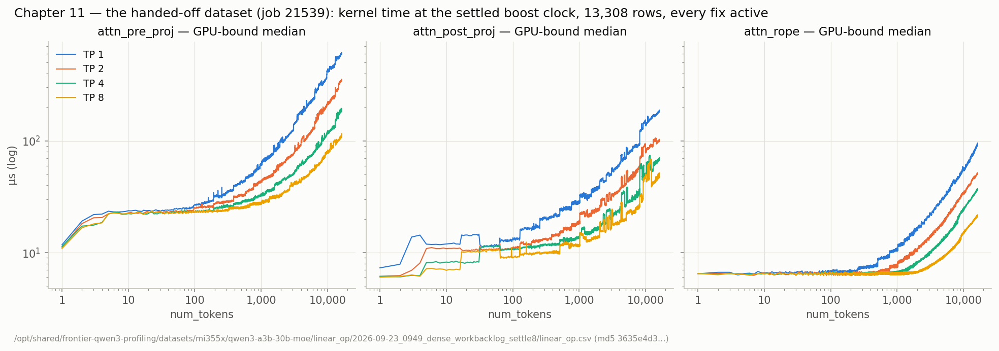 Chapter 11 — the handed-off dataset (job 21539): kernel time at the settled boost clock, 13,308 rows, every fix active
attn_pre_proj — GPU-bound median
attn_post_proj — GPU-bound median
attn_rope — GPU-bound median
TP 1
TP 2
TP 4
TP 8
µs (log)
10²
10¹
1 10 100 1,000 10,000
1 10 100 1,000 10,000
1 10 100 1,000 10,000
num_tokens
num_tokens
num_tokens
/opt/shared/frontier-qwen3-profiling/datasets/mi355x/qwen3-a3b-30b-moe/linear_op/2026-09-23_0949_dense_workbacklog_settle8/linear_op.csv (md5 3635e4d3…)